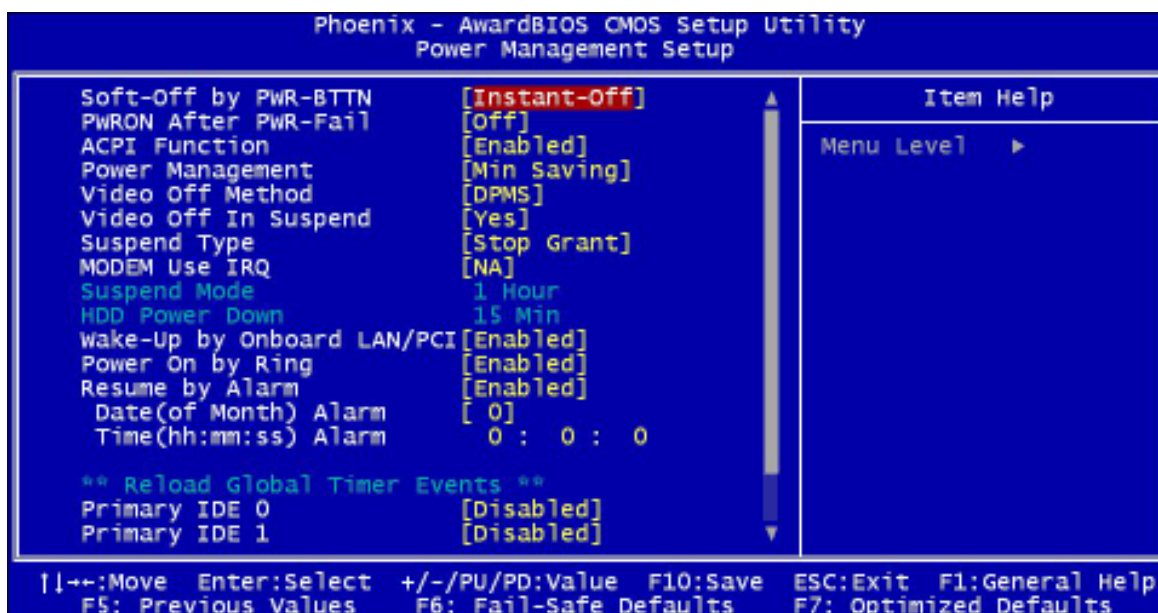 Phoenix - AwardBIOS CMOS Setup Utility
Power Management Setup
Soft-Off by PWR-BTTN [Instant-Off]
PWRON After PWR-Fail [Off]
ACPI Function [Enabled]
Power Management [Min Saving]
Video Off Method [DPMS]
Video Off In Suspend [Yes]
Suspend Type [Stop Grant]
MODEM Use IRQ [NA]
Suspend Mode 1 Hour
HDD Power Down 15 Min
Wake-Up by Onboard LAN/PCI[Enabled]
Power On by Ring [Enabled]
Resume by Alarm [Enabled]
Date(of Month) Alarm [ 0]
Time(hh:mm:ss) Alarm 0 : 0 : 0
** Reload Global Timer Events **
Primary IDE 0 [Disabled]
Primary IDE 1 [Disabled]
Item Help
Menu Level ►
↑↓→←:Move Enter:Select +/-/PU/PD:Value F10:Save ESC:Exit F1:General Help
F5: Previous Values F6: Fail-Safe Defaults F7: Optimized Defaults